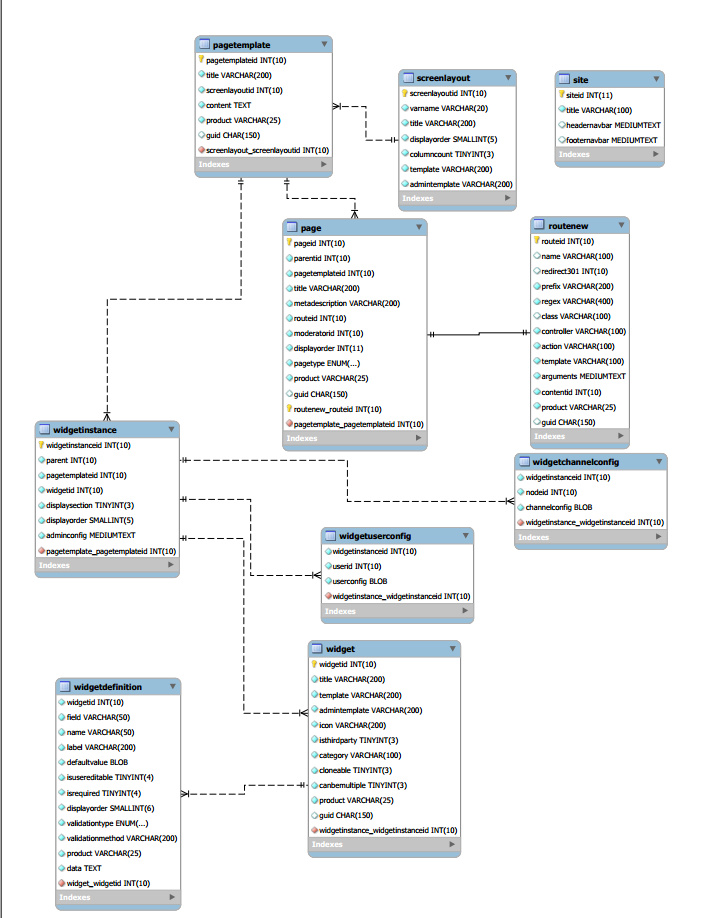 pagetemplate
pagetemplateid INT(10)
title VARCHAR(200)
screenlayoutid INT(10)
content TEXT
product VARCHAR(25)
guid CHAR(150)
screenlayout_screenlayoutid INT(10)
Indexes
screenlayout
screenlayoutid INT(10)
varname VARCHAR(20)
title VARCHAR(200)
displayorder SMALLINT(5)
columncount TINYINT(3)
template VARCHAR(200)
admintemplate VARCHAR(200)
Indexes
site
siteid INT(11)
title VARCHAR(100)
headernavbar MEDIUMTEXT
footernavbar MEDIUMTEXT
Indexes
page
pageid INT(10)
parentid INT(10)
pagetemplateid INT(10)
title VARCHAR(200)
metadescription VARCHAR(200)
routeid INT(10)
moderatorid INT(10)
displayorder INT(11)
pagetype ENUM(...)
product VARCHAR(25)
guid CHAR(150)
routenew_routeid INT(10)
pagetemplate_pagetemplateid INT(10)
Indexes
routenew
routeid INT(10)
name VARCHAR(100)
redirect301 INT(10)
prefix VARCHAR(200)
regex VARCHAR(400)
class VARCHAR(100)
controller VARCHAR(100)
action VARCHAR(100)
template VARCHAR(100)
arguments MEDIUMTEXT
contentid INT(10)
product VARCHAR(25)
guid CHAR(150)
Indexes
widgetinstance
widgetinstanceid INT(10)
parent INT(10)
pagetemplateid INT(10)
widgetid INT(10)
displaysection TINYINT(3)
displayorder SMALLINT(5)
adminconfig MEDIUMTEXT
pagetemplate_pagetemplateid INT(10)
Indexes
widgetchannelconfig
widgetinstanceid INT(10)
nodeid INT(10)
channelconfig BLOB
widgetinstance_widgetinstanceid INT(10)
Indexes
widgetuserconfig
widgetinstanceid INT(10)
userid INT(10)
userconfig BLOB
widgetinstance_widgetinstanceid INT(10)
Indexes
widget
widgetid INT(10)
title VARCHAR(200)
template VARCHAR(200)
admintemplate VARCHAR(200)
icon VARCHAR(200)
isthirdparty TINYINT(3)
category VARCHAR(100)
cloneable TINYINT(3)
canbemultiple TINYINT(3)
product VARCHAR(25)
guid CHAR(150)
widgetinstance_widgetinstanceid INT(10)
Indexes
widgetdefinition
widgetid INT(10)
field VARCHAR(50)
name VARCHAR(50)
label VARCHAR(200)
defaultvalue BLOB
isusereditable TINYINT(4)
isrequired TINYINT(4)
displayorder SMALLINT(6)
validationtype ENUM(...)
validationmethod VARCHAR(200)
product VARCHAR(25)
data TEXT
widget_widgetid INT(10)
Indexes